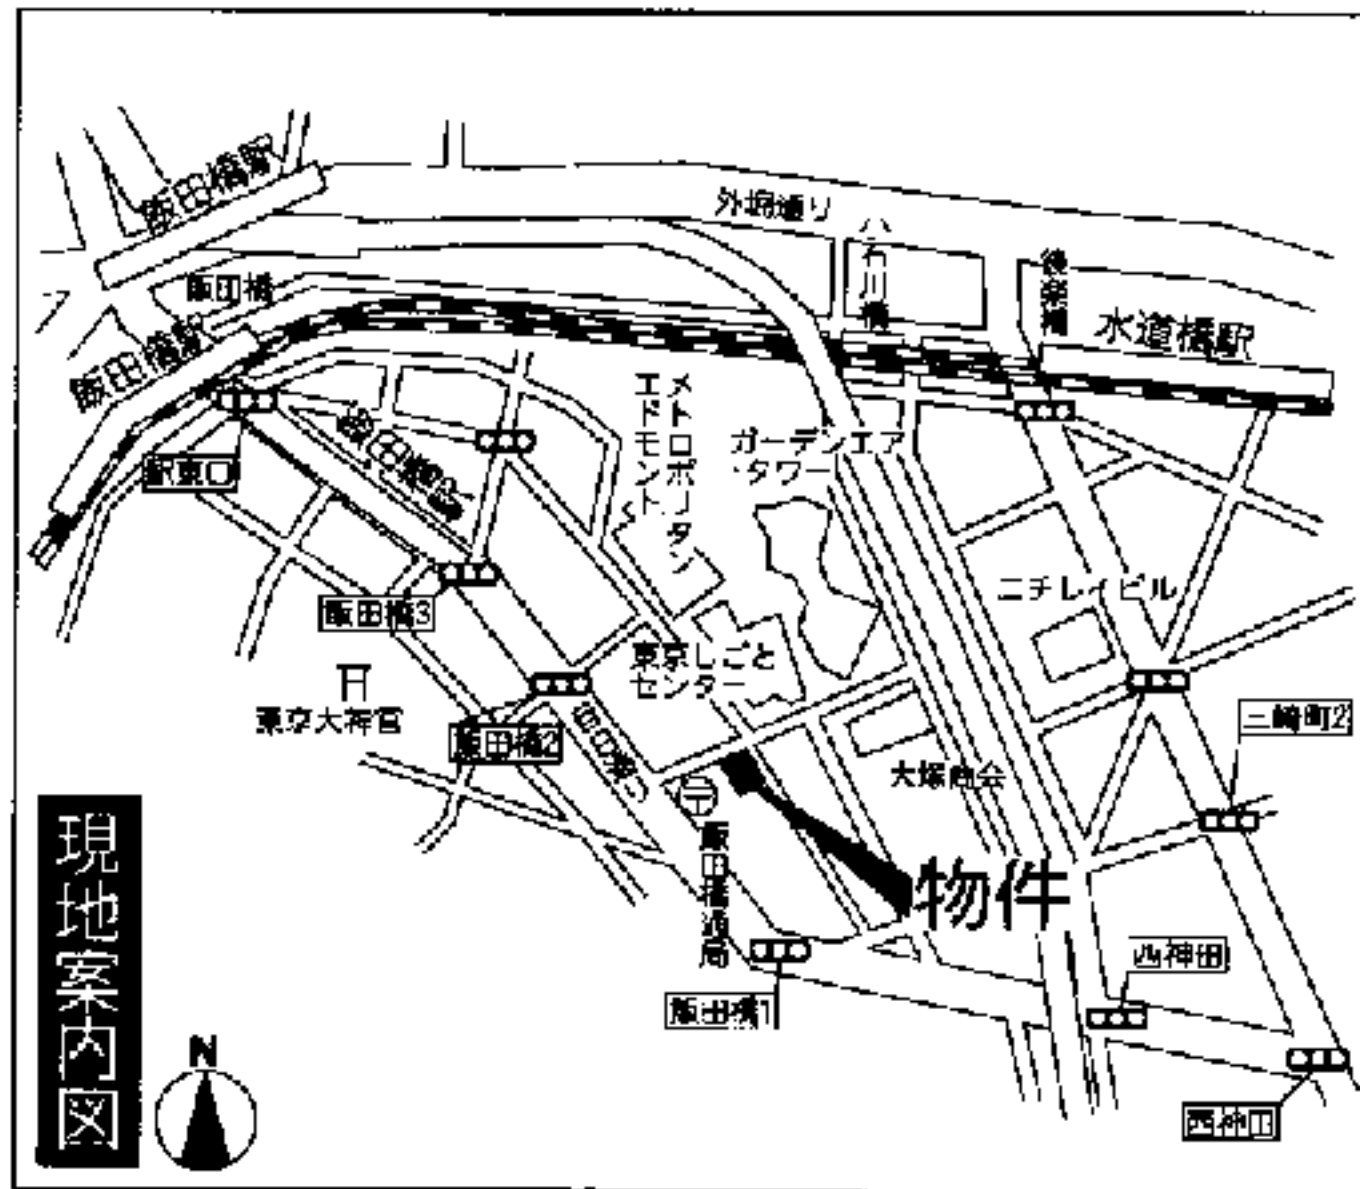 飯田橋駅
外堀通り
飯田橋
小石川橋
後楽橋
水道橋駅
飯田橋駅
駅東口
メトロポリタン
エドモント
ガーデンエア
タワー
飯田橋3
ニチレイビル
東京大神宮
東京しごと
センター
飯田橋2
目白通り
三崎町2
大塚商会
〒
飯田橋
物件
飯田橋1
西神田
西神田
現地案内図
N